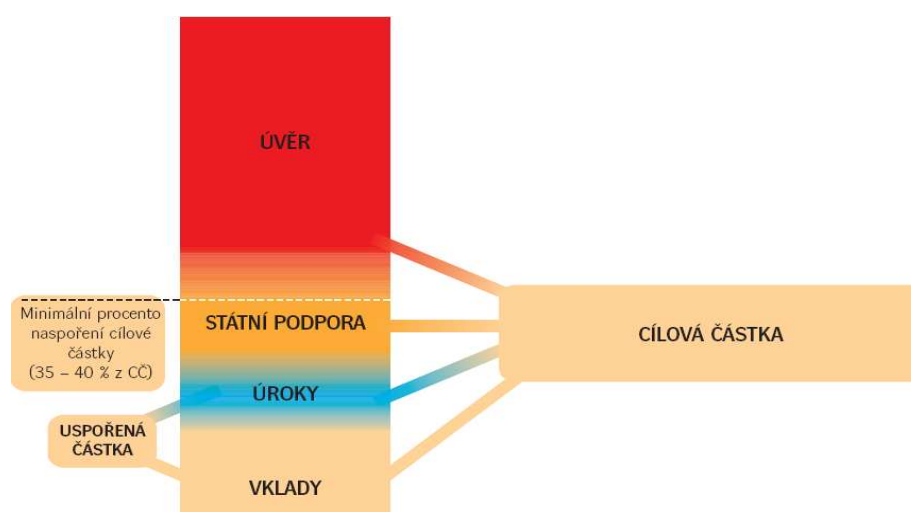 ÚVĚR
Minimální procento
naspoření cílové
částky
(35 – 40 % z CČ)
STÁTNÍ PODPORA
CÍLOVÁ ČÁSTKA
ÚROKY
USPOŘENÁ
ČÁSTKA
VKLADY